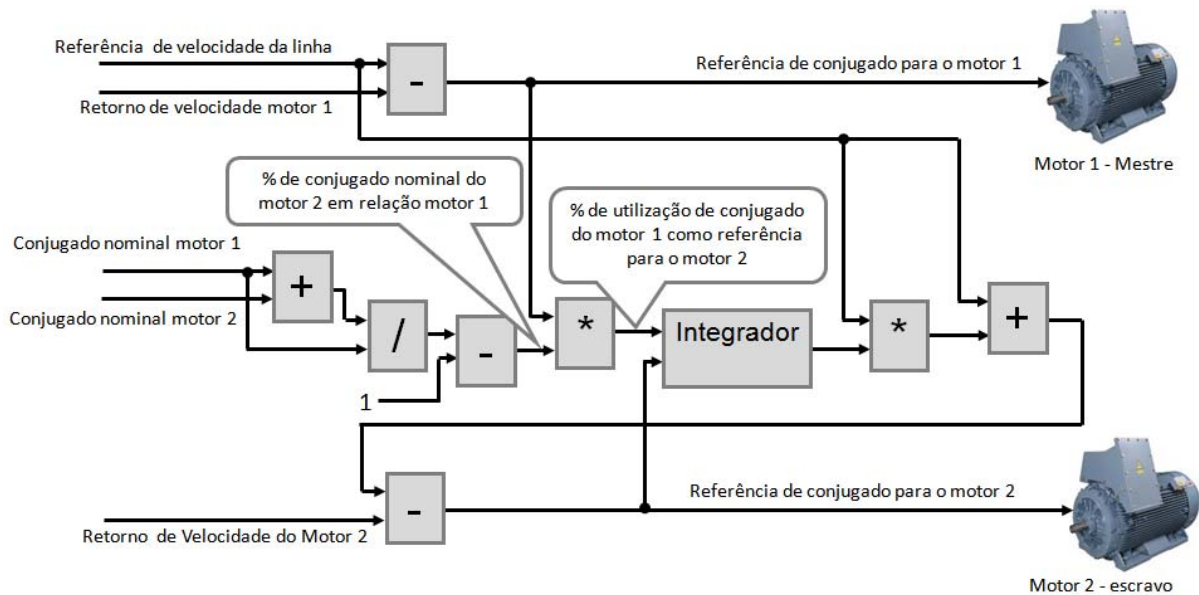 Referência de velocidade da linha
-
Retorno de velocidade motor 1
Referência de conjugado para o motor 1
Motor 1 - Mestre
% de conjugado nominal do
motor 2 em relação motor 1
% de utilização de conjugado
do motor 1 como referência
para o motor 2
Conjugado nominal motor 1
+
Conjugado nominal motor 2
/
-
*
Integrador
*
+
1
-
Referência de conjugado para o motor 2
Retorno de Velocidade do Motor 2
Motor 2 - escravo